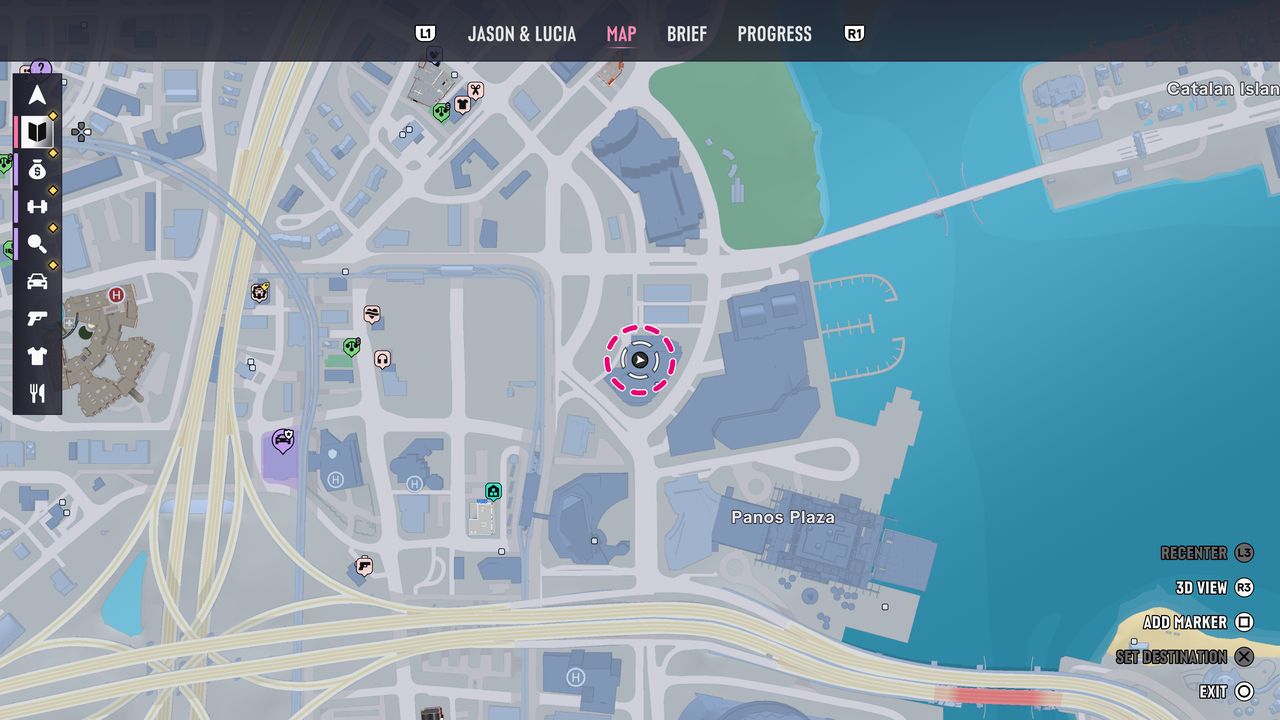 L1 JASON & LUCIA MAP BRIEF PROGRESS R1
?
Catalan Islan
$
H
H
H
Panos Plaza
RECENTER L3
3D VIEW R3
ADD MARKER
SET DESTINATION
H
EXIT